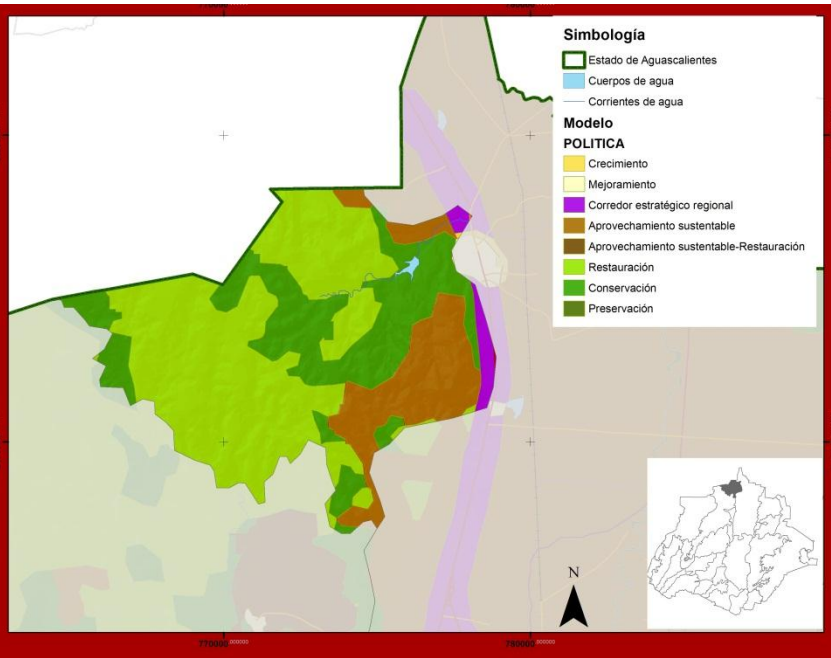 Simbología
Estado de Aguascalientes
Cuerpos de agua
Corrientes de agua
Modelo
POLITICA
Crecimiento
Mejoramiento
Corredor estratégico regional
Aprovechamiento sustentable
Aprovechamiento sustentable-Restauración
Restauración
Conservación
Preservación
N
770000.000000